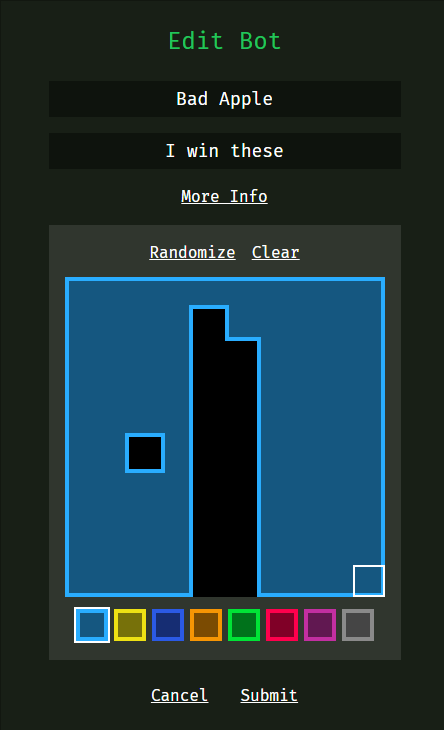 Edit Bot
Bad Apple
I win these
More Info
Randomize Clear
Cancel Submit